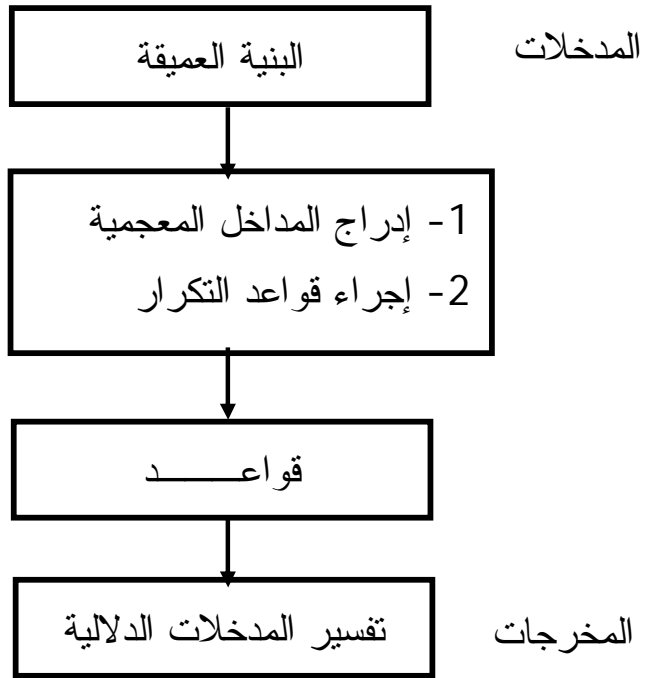 المدخلات
البنية العميقة
1- إدراج المداخل المعجمية
2- إجراء قواعد التكرار
قواعـــــــد
تفسير المدخلات الدلالية
المخرجات